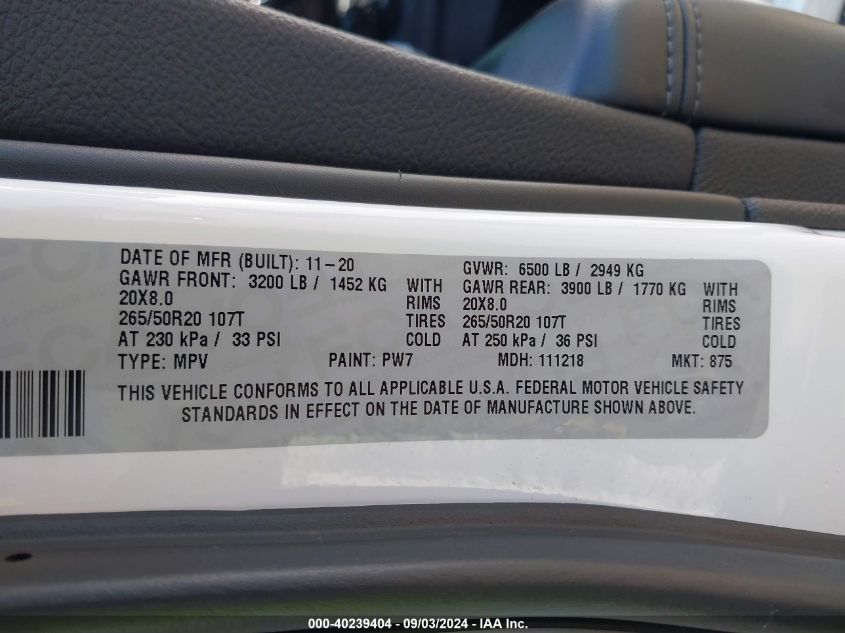 DATE OF MFR (BUILT): 11-20 GVWR: 6500 LB / 2949 KG
GAWR FRONT: 3200 LB / 1452 KG WITH GAWR REAR: 3900 LB / 1770 KG WITH
20X8.0 RIMS 20X8.0 RIMS
265/50R20 107T TIRES 265/50R20 107T TIRES
AT 230 kPa / 33 PSI COLD AT 250 kPa / 36 PSI COLD
TYPE: MPV PAINT: PW7 MDH: 111218 MKT: 875
THIS VEHICLE CONFORMS TO ALL APPLICABLE U.S.A. FEDERAL MOTOR VEHICLE SAFETY
STANDARDS IN EFFECT ON THE DATE OF MANUFACTURE SHOWN ABOVE.
000-40239404 - 09/03/2024 - IAA Inc.